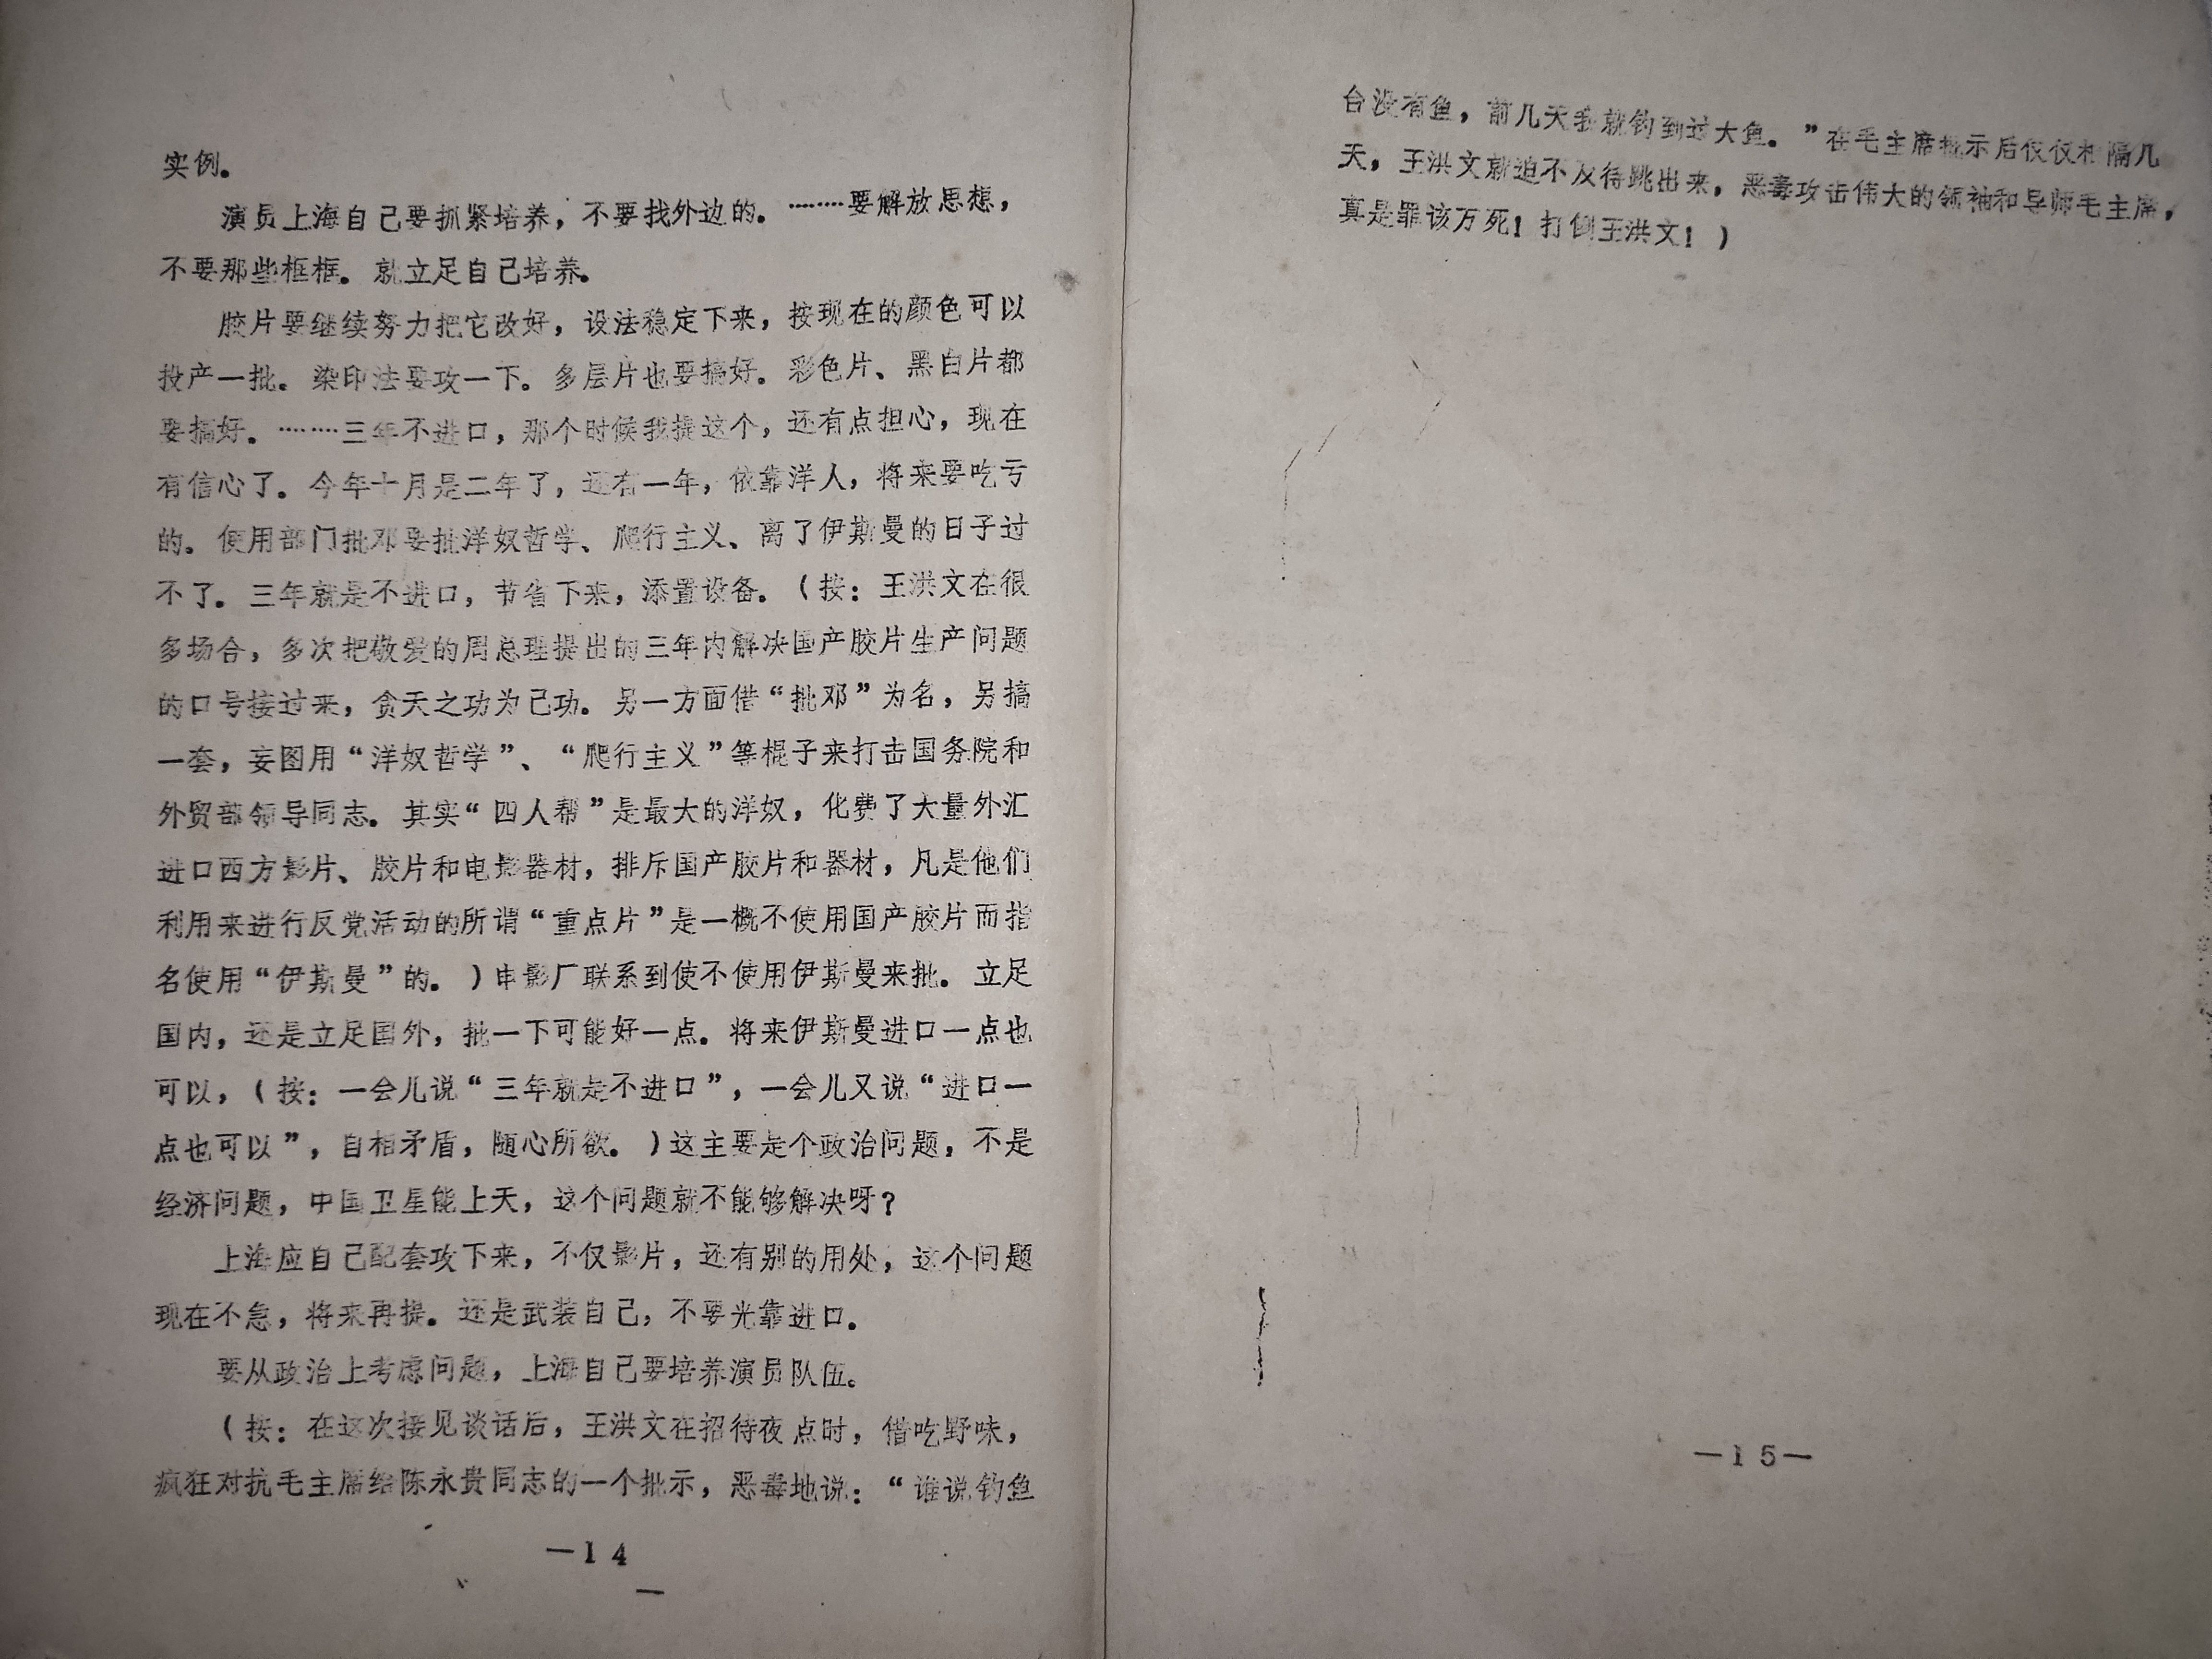 实例。
演员上海自己要抓紧培养，不要找外边的。……要解放思想，
不要那些框框。就立足自己培养。
胶片要继续努力把它改好，设法稳定下来，按现在的颜色可以
投产一批。染印法要攻一下。多层片也要搞好。彩色片、黑白片都
要搞好。……三年不进口，那个时候我提这个，还有点担心，现在
有信心了。今年十月是二年了，还有一年，依靠洋人，将来要吃亏
的。使用部门批邓要批洋奴哲学、爬行主义、离了伊斯曼的日子过
不了。三年就是不进口，节省下来，添置设备。（按：王洪文在很
多场合，多次把敬爱的周总理提出的三年内解决国产胶片生产问题
的口号接过来，贪天之功为己功。另一方面借“批邓”为名，另搞
一套，妄图用“洋奴哲学”、“爬行主义”等棍子来打击国务院和
外贸部领导同志。其实“四人帮”是最大的洋奴，化费了大量外汇
进口西方影片、胶片和电影器材，排斥国产胶片和器材，凡是他们
利用来进行反党活动的所谓“重点片”是一概不使用国产胶片而指
名使用“伊斯曼”的。）电影厂联系到使不使用伊斯曼来批。立足
国内，还是立足国外，批一下可能好一点。将来伊斯曼进口一点也
可以，（按：一会儿说“三年就是不进口”，一会儿又说“进口一
点也可以”，自相矛盾，随心所欲。）这主要是个政治问题，不是
经济问题，中国卫星能上天，这个问题就不能够解决呀？
上海应自己配套攻下来，不仅影片，还有别的用处，这个问题
现在不急，将来再提。还是武装自己，不要光靠进口。
要从政治上考虑问题，上海自己要培养演员队伍。
（按：在这次接见谈话后，王洪文在招待夜点时，借吃野味，
疯狂对抗毛主席给陈永贵同志的一个批示，恶毒地说：“谁说钓鱼
—14
—
台没有鱼，前几天我就钓到过大鱼。”在毛主席批示后仅仅相隔几
天，王洪文就迫不及待跳出来，恶毒攻击伟大的领袖和导师毛主席，
真是罪该万死！打倒王洪文！）
—15—